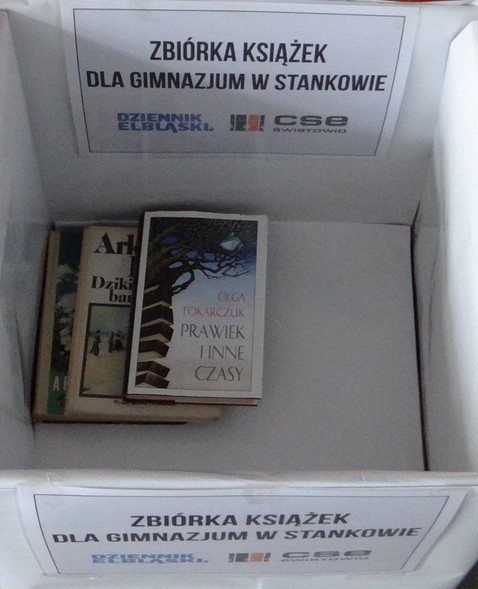 ZBIÓRKA KSIĄŻEK
DLA GIMNAZJUM W STANKOWIE
DZIENNIK
ELBLĄSKI
cse
ŚWIATOWID
Dziki
OLGA
TOKARCZUK
PRAWIEK
I INNE
CZASY
ZBIÓRKA KSIĄŻEK
DLA GIMNAZJUM W STANKOWIE
DZIENNIK
ELBLĄSKI
cse
ŚWIATOWID